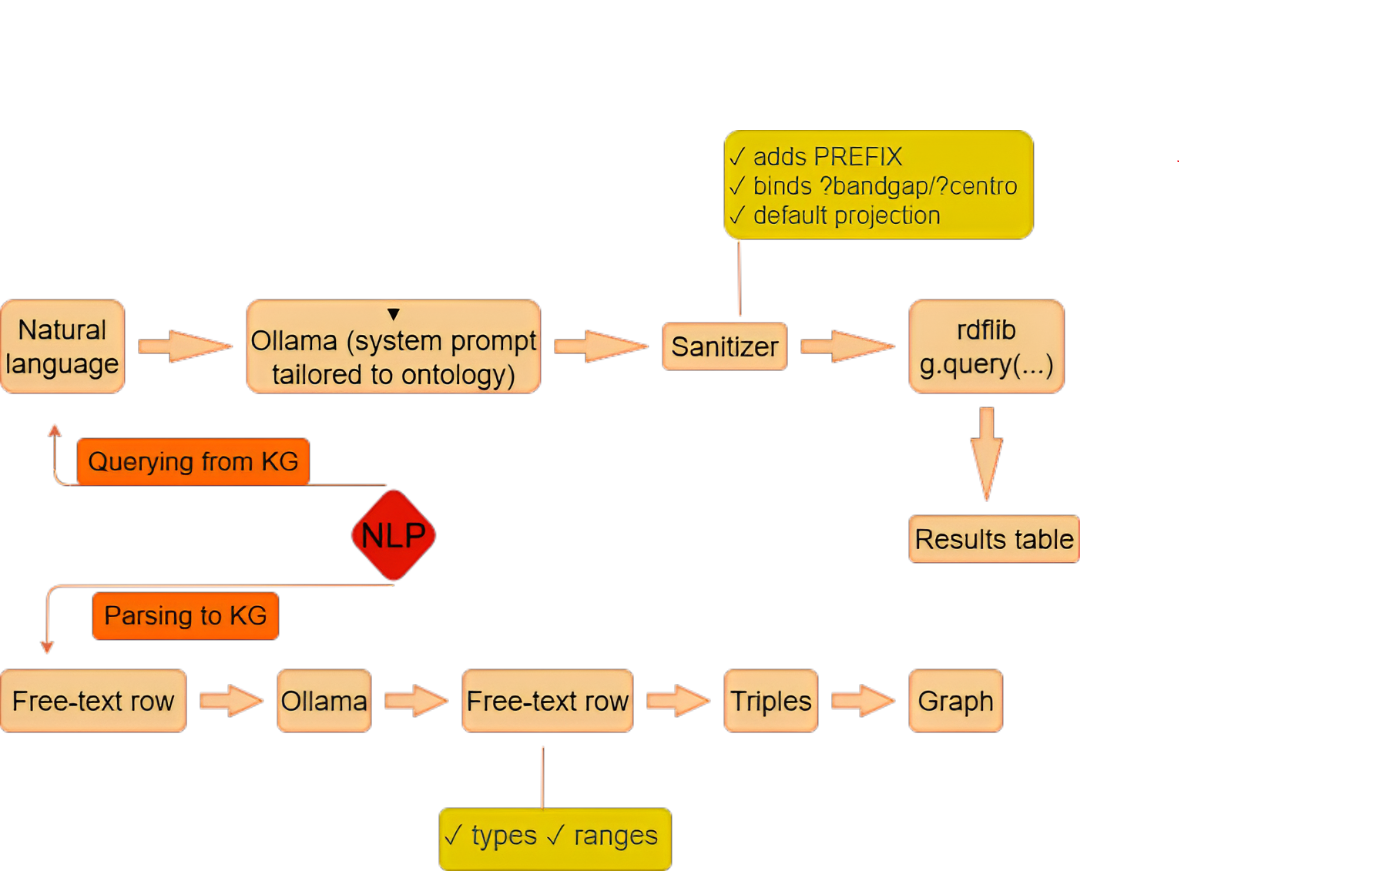 ✓ adds PREFIX
✓ binds ?bandgap/?centro
✓ default projection
Natural
language
▼
Ollama (system prompt
tailored to ontology)
Sanitizer
rdflib
g.query(...)
Querying from KG
NLP
Results table
Parsing to KG
Free-text row
Ollama
Free-text row
Triples
Graph
✓ types ✓ ranges